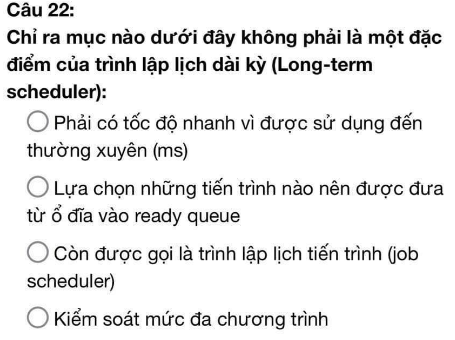 Câu 22:
Chỉ ra mục nào dưới đây không phải là một đặc
điểm của trình lập lịch dài kỳ (Long-term
scheduler):
Phải có tốc độ nhanh vì được sử dụng đến
thường xuyên (ms)
Lựa chọn những tiến trình nào nên được đưa
từ ổ đĩa vào ready queue
Còn được gọi là trình lập lịch tiến trình (job
scheduler)
Kiểm soát mức đa chương trình